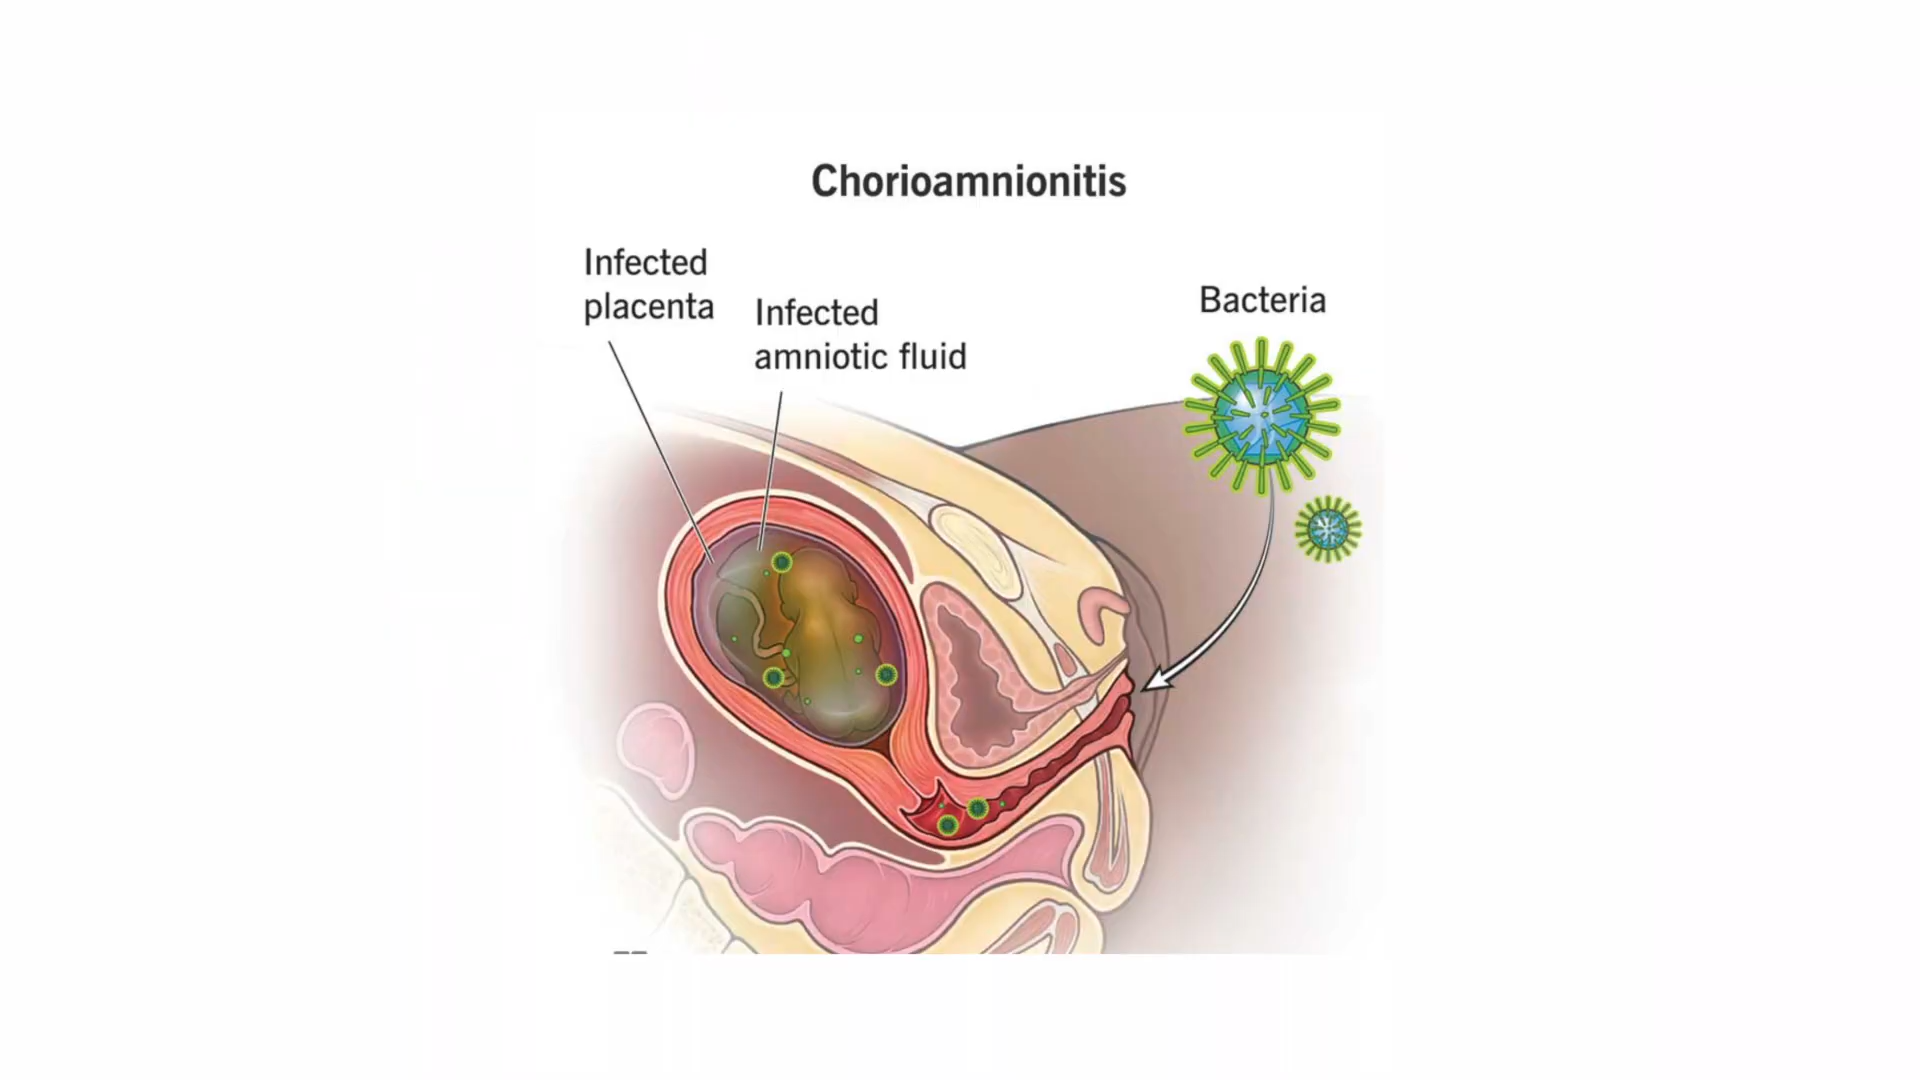 Chorioamnionitis
Infected
placenta
Infected
amniotic fluid
Bacteria